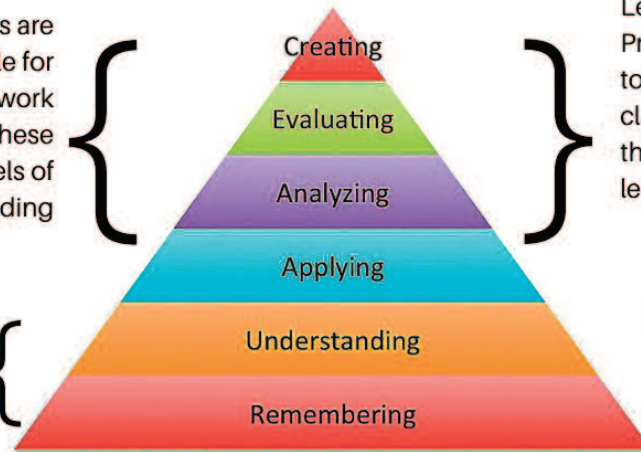 s are
le for
work
hese
els of
ding
Creating
Evaluating
Analyzing
Applying
Understanding
Remembering
Le
Pr
to
cl
th
le